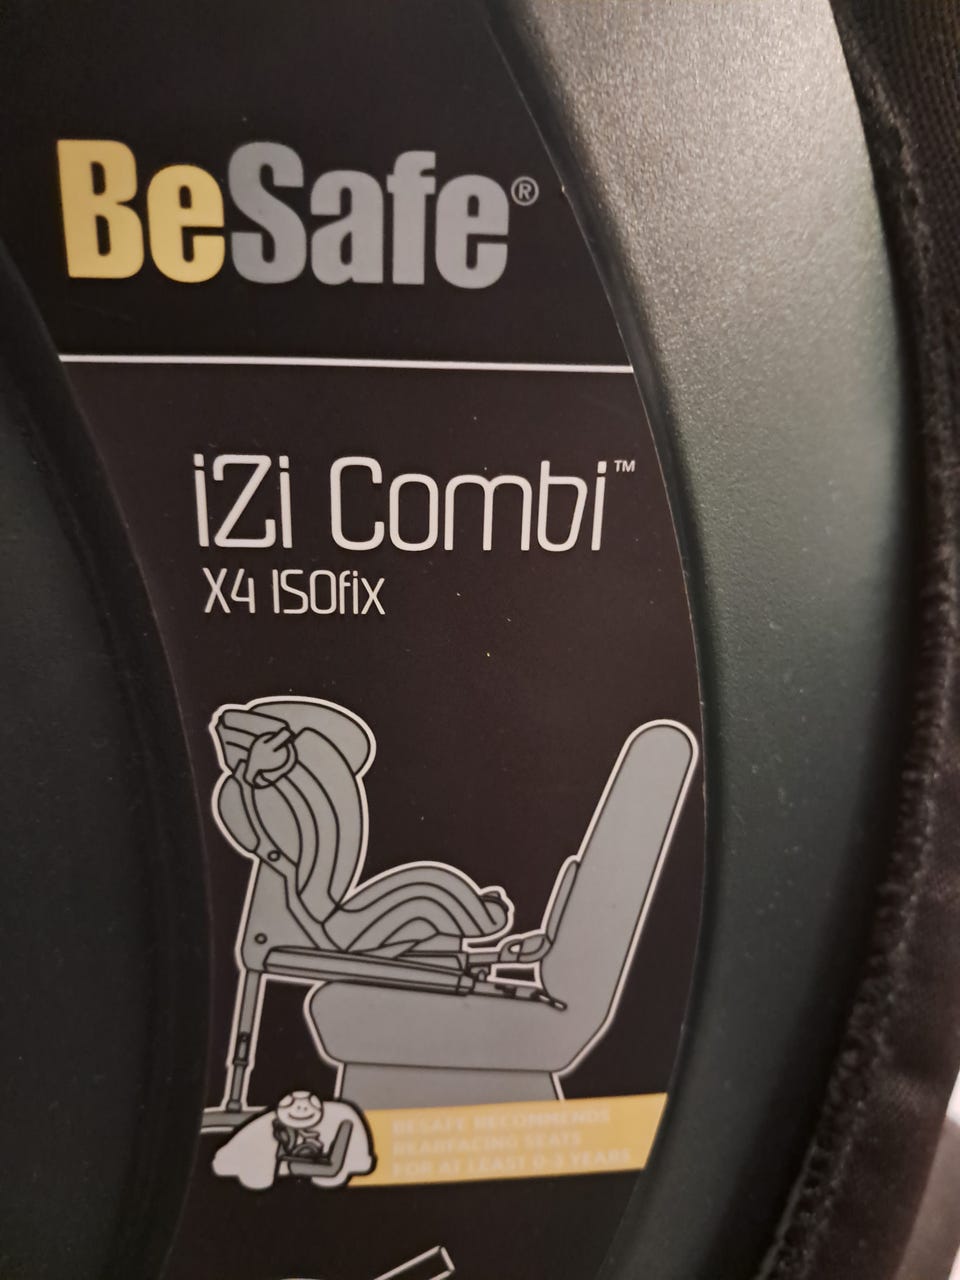 BeSafe®
iZi Combi™
X4 ISOfix
BESAFE RECOMMENDS
REARFACING SEATS
FOR AT LEAST 0-3 YEARS